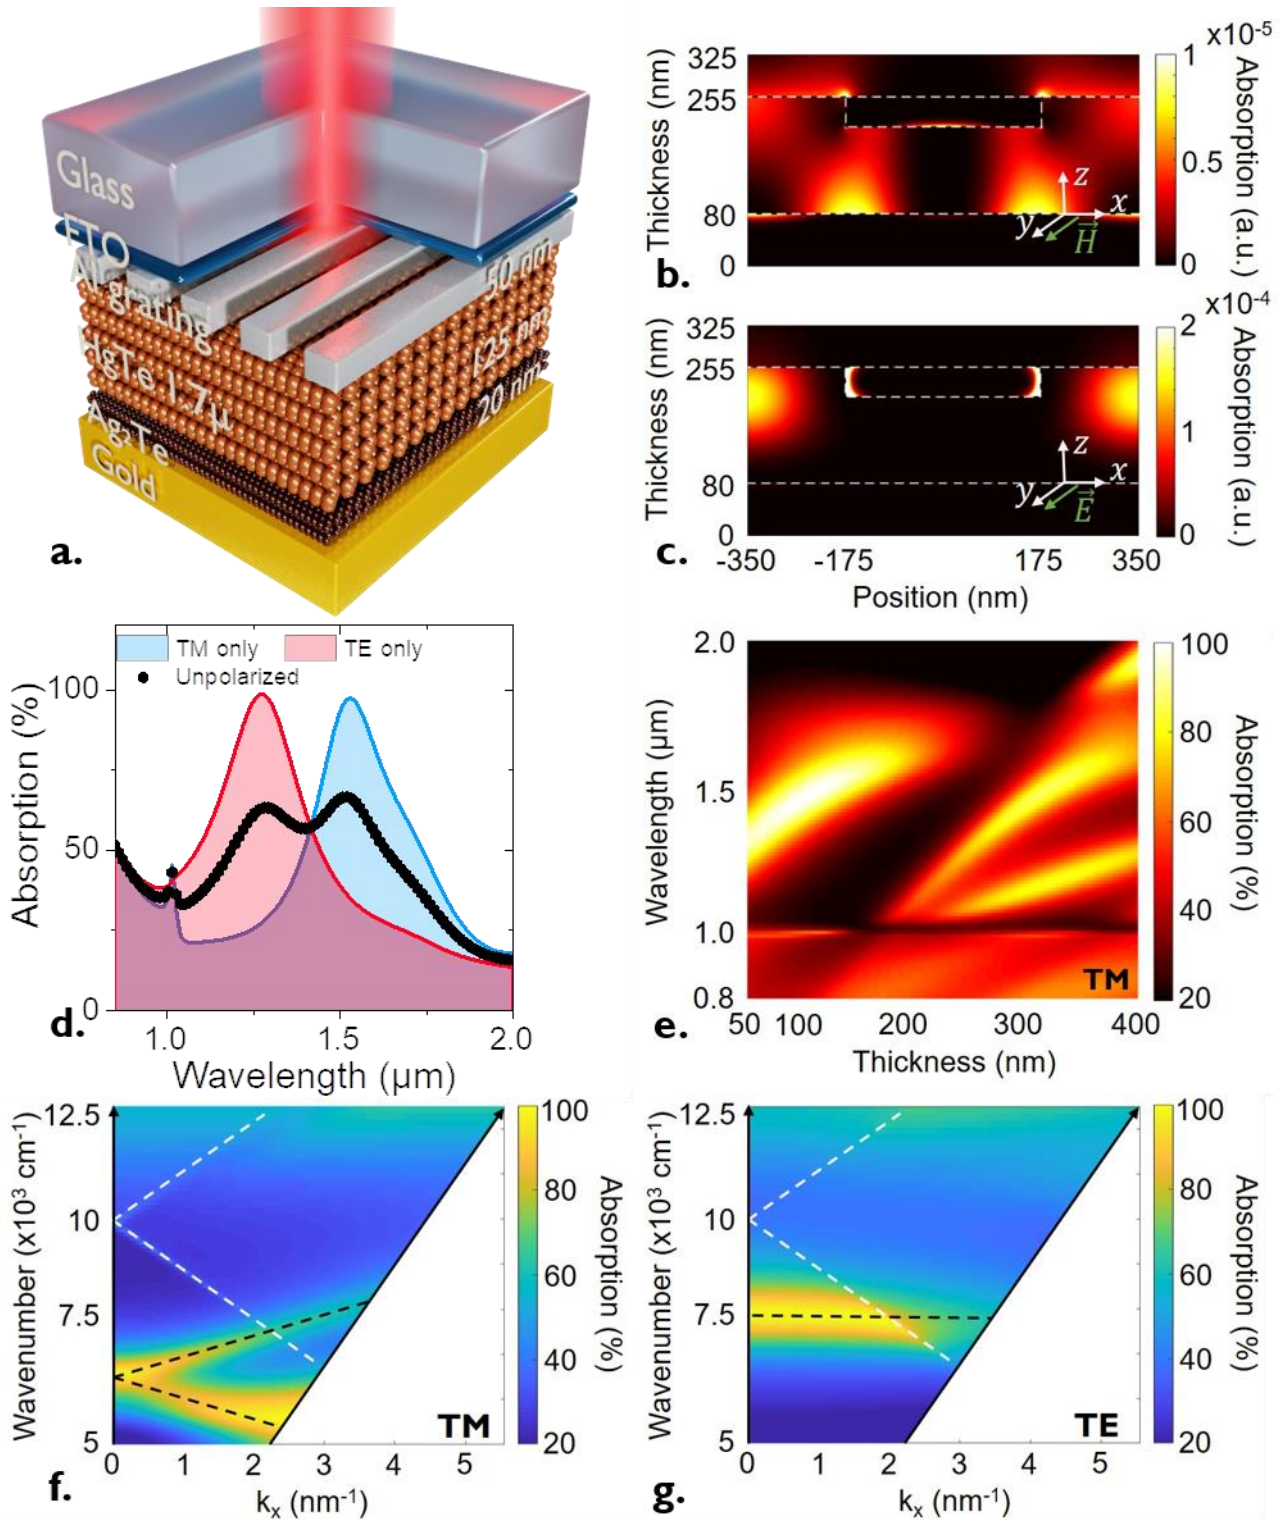 Glass
FTO
Al grating
HgTe 1.7µ
Ag₂Te
Gold
50 nm
125 nm
20 nm
a.
x10⁻⁵
Thickness (nm)
325
255
80
0
z
x
y
H
1
0.5
0
Absorption (a.u.)
b.
x10⁻⁴
Thickness (nm)
325
255
80
0
z
x
y
E
2
1
0
Absorption (a.u.)
c.
-350 -175 175 350
Position (nm)
TM only TE only
Unpolarized
Absorption (%)
100
50
0
1.0 1.5 2.0
Wavelength (µm)
d.
Wavelength (µm)
2.0
1.5
1.0
0.8
TM
50 100 200 300 400
Thickness (nm)
100
80
60
40
20
Absorption (%)
e.
Wavenumber (x10³ cm⁻¹)
12.5
10
7.5
5
TM
0 1 2 3 4 5
kₓ (nm⁻¹)
100
80
60
40
20
Absorption (%)
f.
Wavenumber (x10³ cm⁻¹)
12.5
10
7.5
5
TE
0 1 2 3 4 5
kₓ (nm⁻¹)
100
80
60
40
20
Absorption (%)
g.